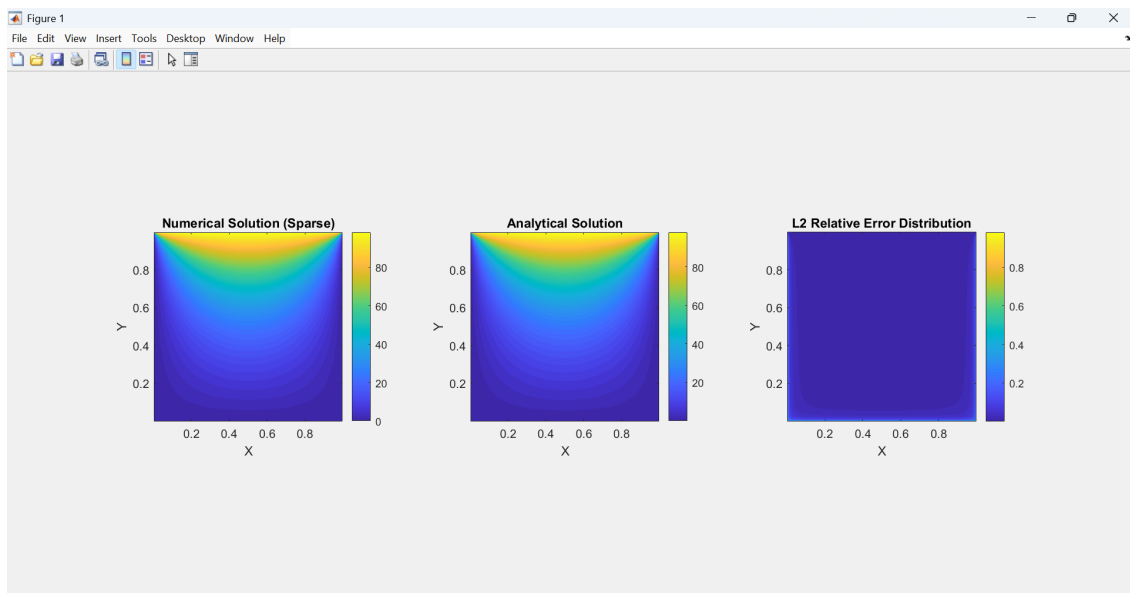 Figure 1
File Edit View Insert Tools Desktop Window Help
Numerical Solution (Sparse)
Y
0.8
0.6
0.4
0.2
0.2 0.4 0.6 0.8
X
80
60
40
20
0
Analytical Solution
Y
0.8
0.6
0.4
0.2
0.2 0.4 0.6 0.8
X
80
60
40
20
L2 Relative Error Distribution
Y
0.8
0.6
0.4
0.2
0.2 0.4 0.6 0.8
X
0.8
0.6
0.4
0.2